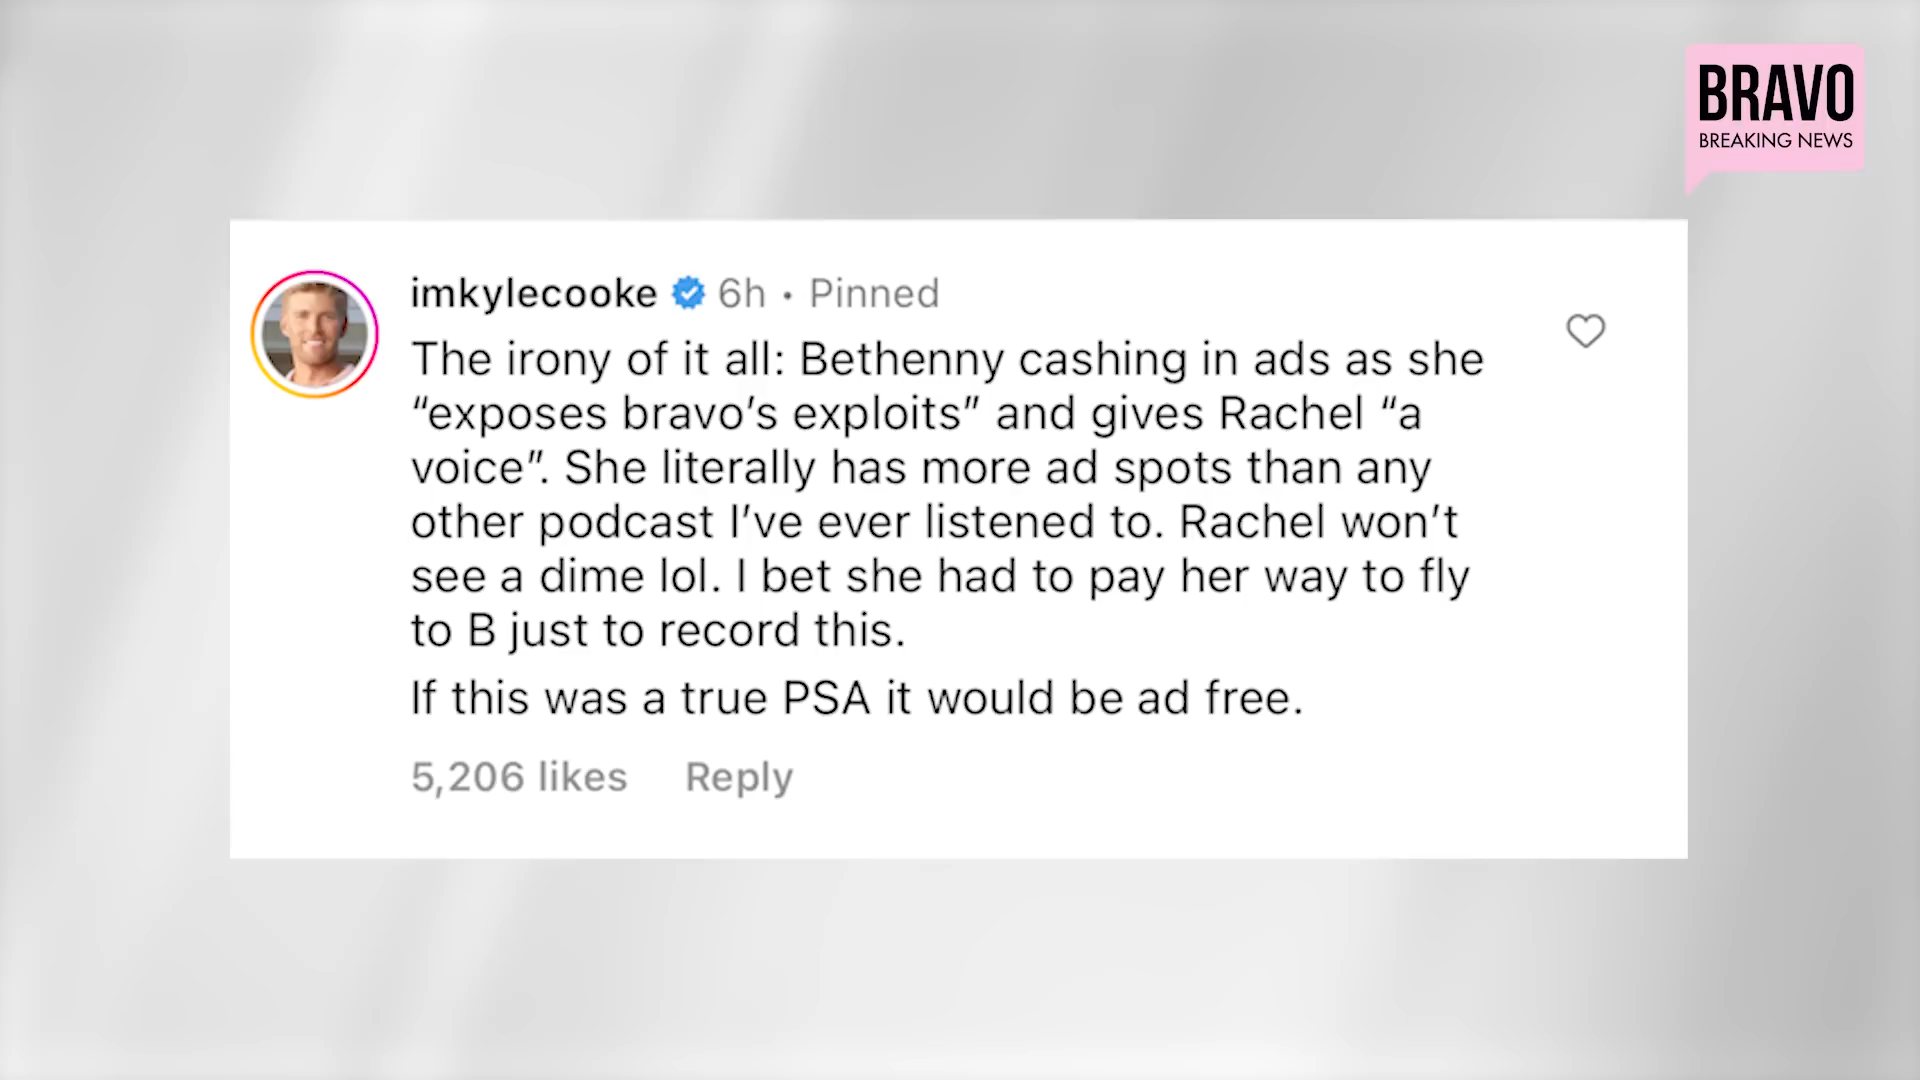 BRAVO
BREAKING NEWS
imkylecooke 6h • Pinned
The irony of it all: Bethenny cashing in ads as she
“exposes bravo’s exploits” and gives Rachel “a
voice”. She literally has more ad spots than any
other podcast I’ve ever listened to. Rachel won’t
see a dime lol. I bet she had to pay her way to fly
to B just to record this.
If this was a true PSA it would be ad free.
5,206 likes Reply